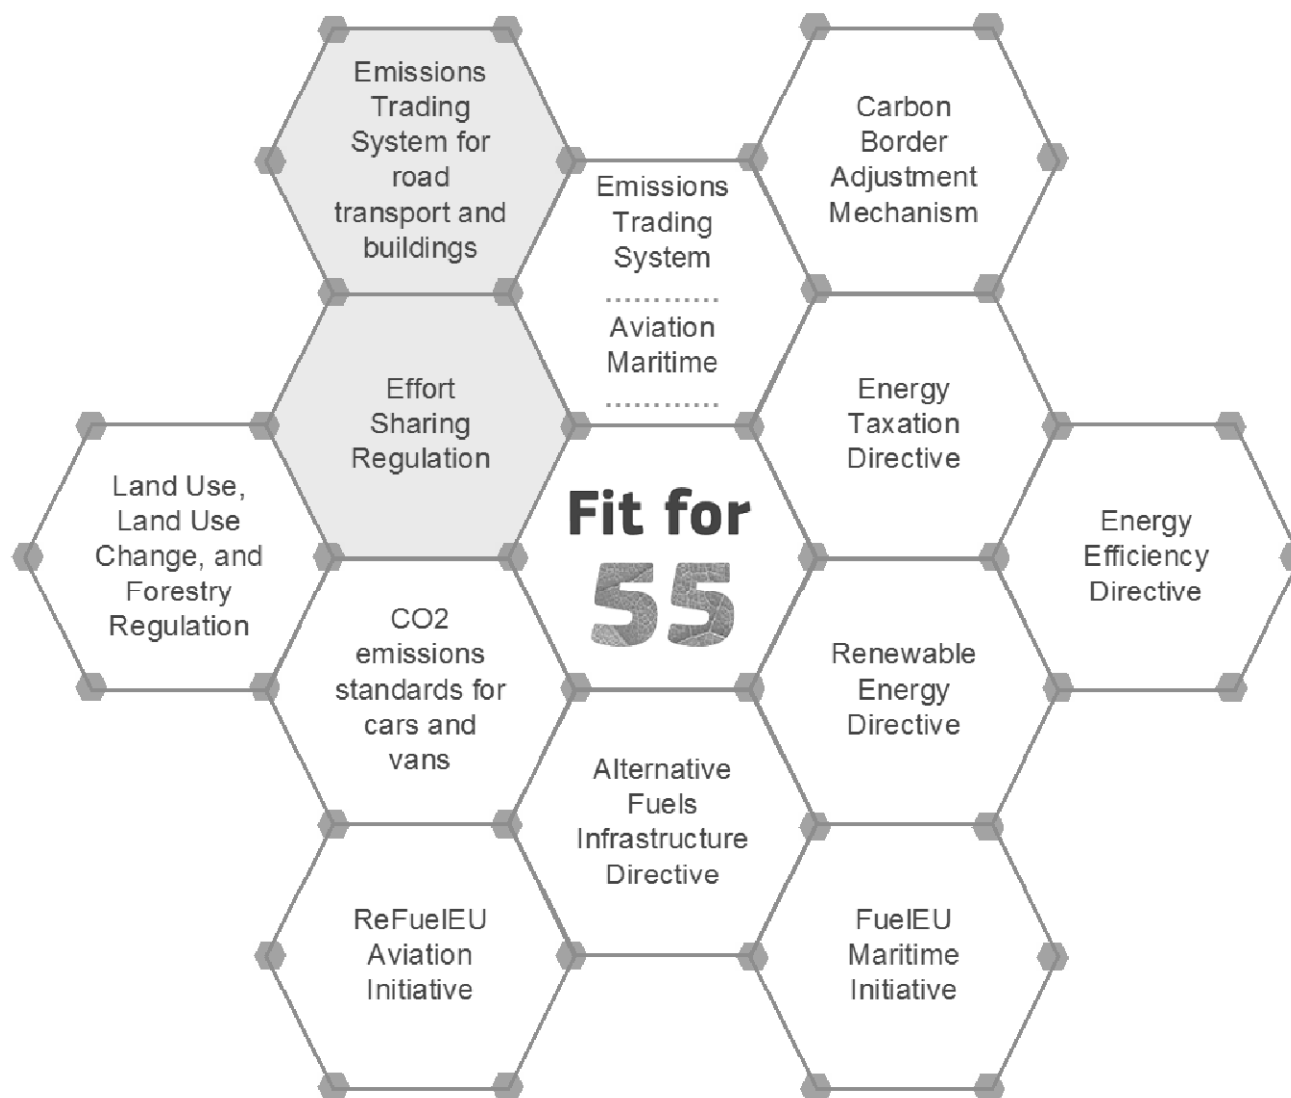 Emissions
Trading
System for
road
transport and
buildings
Carbon
Border
Adjustment
Mechanism
Emissions
Trading
System
Aviation
Maritime
Effort
Sharing
Regulation
Energy
Taxation
Directive
Land Use,
Land Use
Change, and
Forestry
Regulation
Fit for
55
Energy
Efficiency
Directive
CO2
emissions
standards for
cars and
vans
Renewable
Energy
Directive
Alternative
Fuels
Infrastructure
Directive
ReFuelEU
Aviation
Initiative
FuelEU
Maritime
Initiative